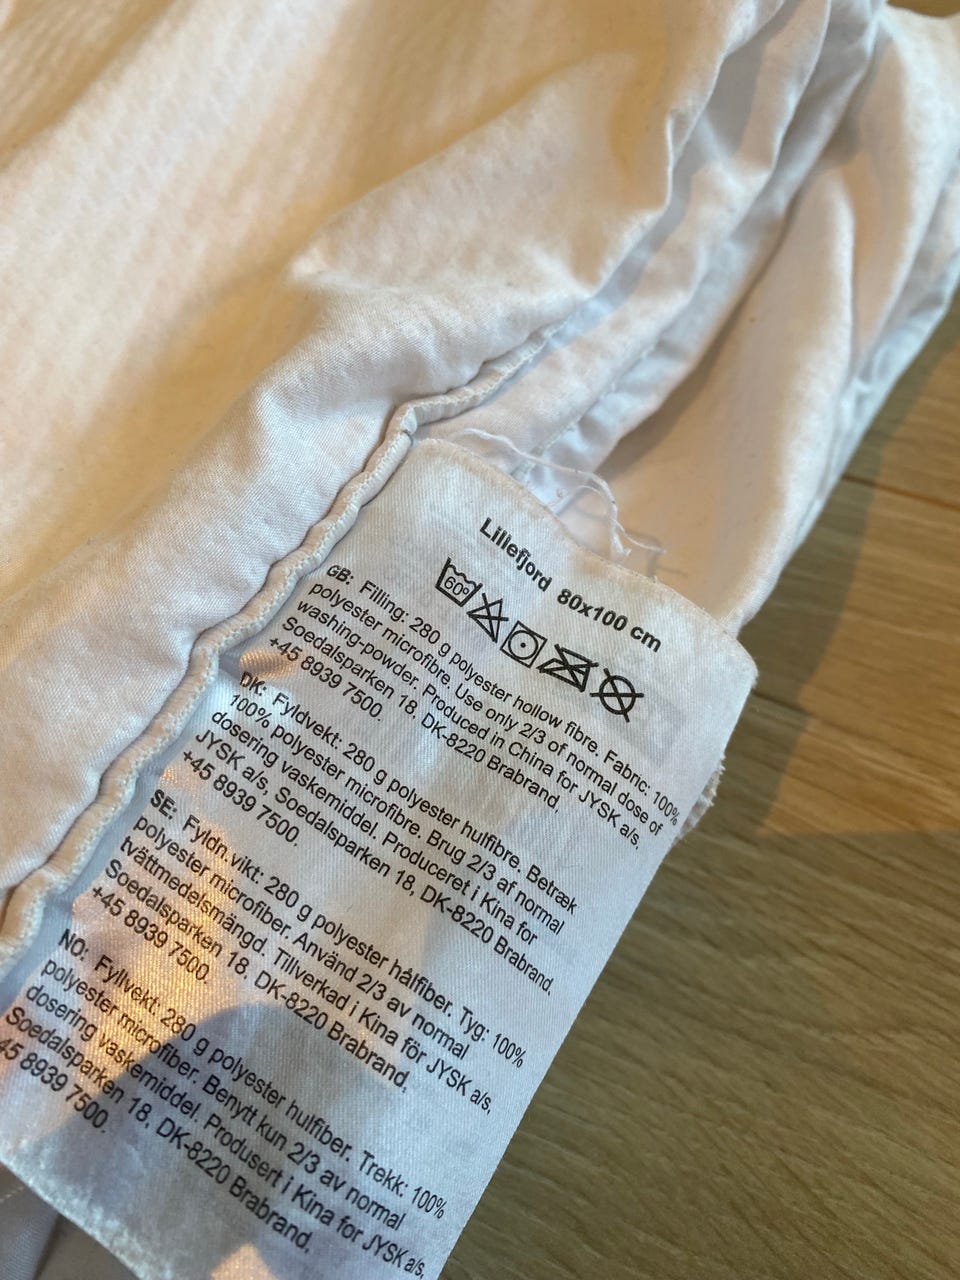 Lillefjord 80x100 cm
60°
GB: Filling: 280 g polyester hollow fibre. Fabric: 100%
polyester microfibre. Use only 2/3 of normal dose of
washing-powder. Produced in China for JYSK a/s,
Soedalsparken 18, DK-8220 Brabrand.
+45 8939 7500.
DK: Fyldvekt: 280 g polyester hulfibre. Betræk
100% polyester microfibre. Brug 2/3 af normal
dosering vaskemiddel. Produceret i Kina for
JYSK a/s, Soedalsparken 18, DK-8220 Brabrand.
+45 8939 7500.
SE: Fyldn.vikt: 280 g polyester hålfiber. Tyg: 100%
polyester microfiber. Använd 2/3 av normal
tvättmedelsmängd. Tillverkad i Kina för JYSK a/s,
Soedalsparken 18, DK-8220 Brabrand.
+45 8939 7500.
NO: Fyllvekt: 280 g polyester hulfiber. Trekk: 100%
polyester microfiber. Benytt kun 2/3 av normal
dosering vaskemiddel. Produsert i Kina for JYSK a/s,
Soedalsparken 18, DK-8220 Brabrand.
45 8939 7500.